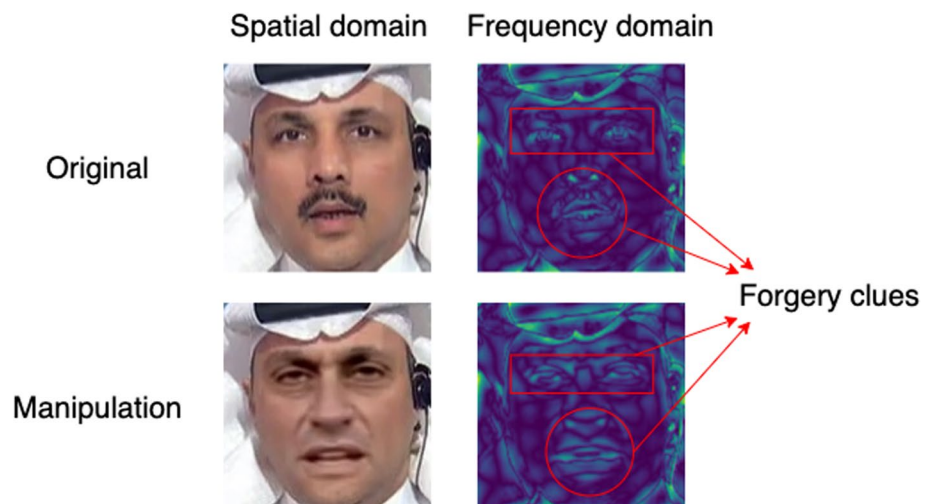 Spatial domain
Frequency domain
Original
Forgery clues
Manipulation